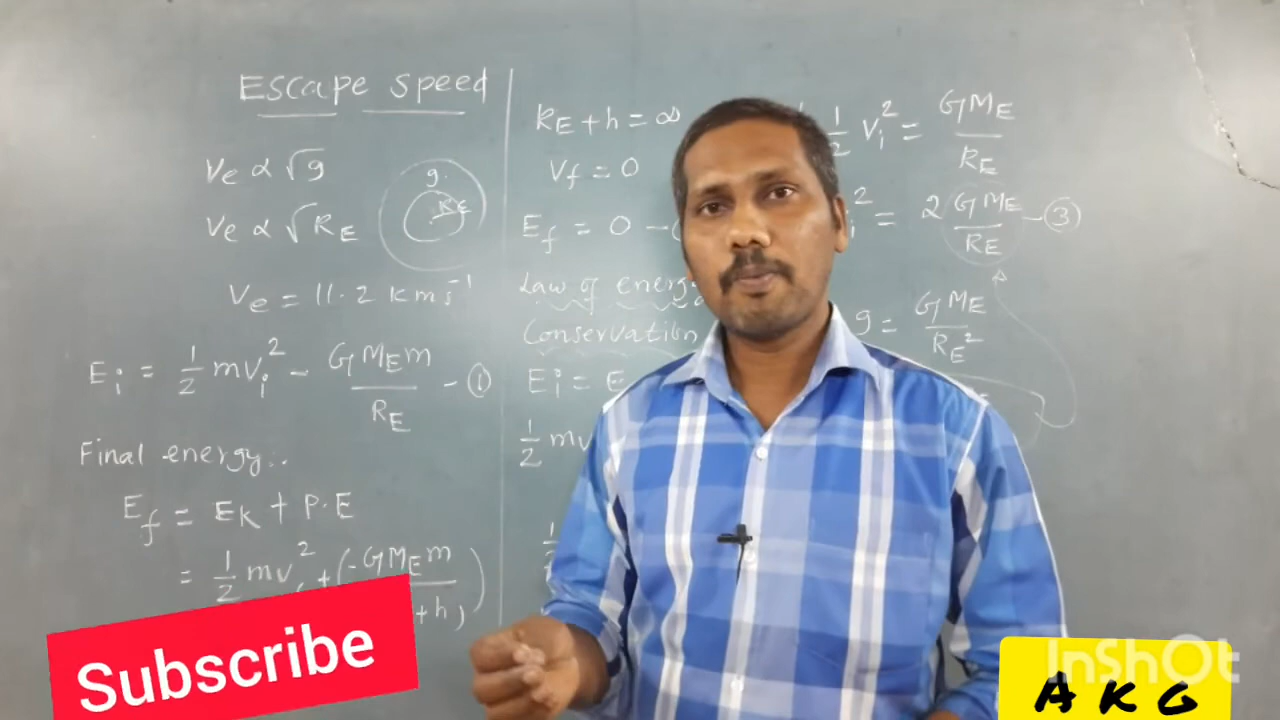 Escape speed
Ve ∝ √g
g.
Ve ∝ √RE
RE
Ve = 11.2 kms⁻¹
Ei = 1/2 mVi² - GMEm/RE - ①
Final energy..
Ef = EK + P.E
= 1/2 mv² + (-GMEm
+h)
RE + h = ∞
Vf = 0
Ef = 0 -
Law of energ
Conservation
Ei = E
1/2 mv
1/2 Vi² = GME/RE
² = 2 GME/RE - ③
g = GME/RE²
Subscribe
InShOt
AKG